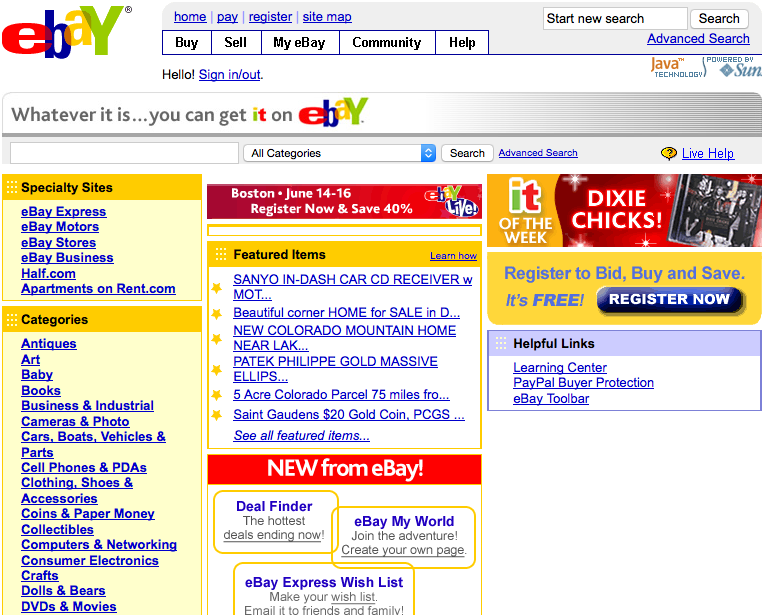 ebaY®
home | pay | register | site map
Start new search
Search
Buy
Sell
My eBay
Community
Help
Advanced Search
Hello! Sign in/out.
Java™ TECHNOLOGY
POWERED BY Sun
Whatever it is...you can get it on ebaY
All Categories
Search
Advanced Search
Live Help
Specialty Sites
eBay Express
eBay Motors
eBay Stores
eBay Business
Half.com
Apartments on Rent.com
Categories
Antiques
Art
Baby
Books
Business & Industrial
Cameras & Photo
Cars, Boats, Vehicles &
Parts
Cell Phones & PDAs
Clothing, Shoes &
Accessories
Coins & Paper Money
Collectibles
Computers & Networking
Consumer Electronics
Crafts
Dolls & Bears
DVDs & Movies
Boston • June 14-16
Register Now & Save 40%
ebaY Live!
Featured Items
Learn how
SANYO IN-DASH CAR CD RECEIVER w
MOT...
Beautiful corner HOME for SALE in D...
NEW COLORADO MOUNTAIN HOME
NEAR LAK...
PATEK PHILIPPE GOLD MASSIVE
ELLIPS...
5 Acre Colorado Parcel 75 miles fro...
Saint Gaudens $20 Gold Coin, PCGS ...
See all featured items...
NEW from eBay!
Deal Finder
The hottest
deals ending now!
eBay My World
Join the adventure!
Create your own page.
eBay Express Wish List
Make your wish list.
Email it to friends and family!
it
OF THE
WEEK
DIXIE
CHICKS!
Register to Bid, Buy and Save.
It's FREE!
REGISTER NOW
Helpful Links
Learning Center
PayPal Buyer Protection
eBay Toolbar